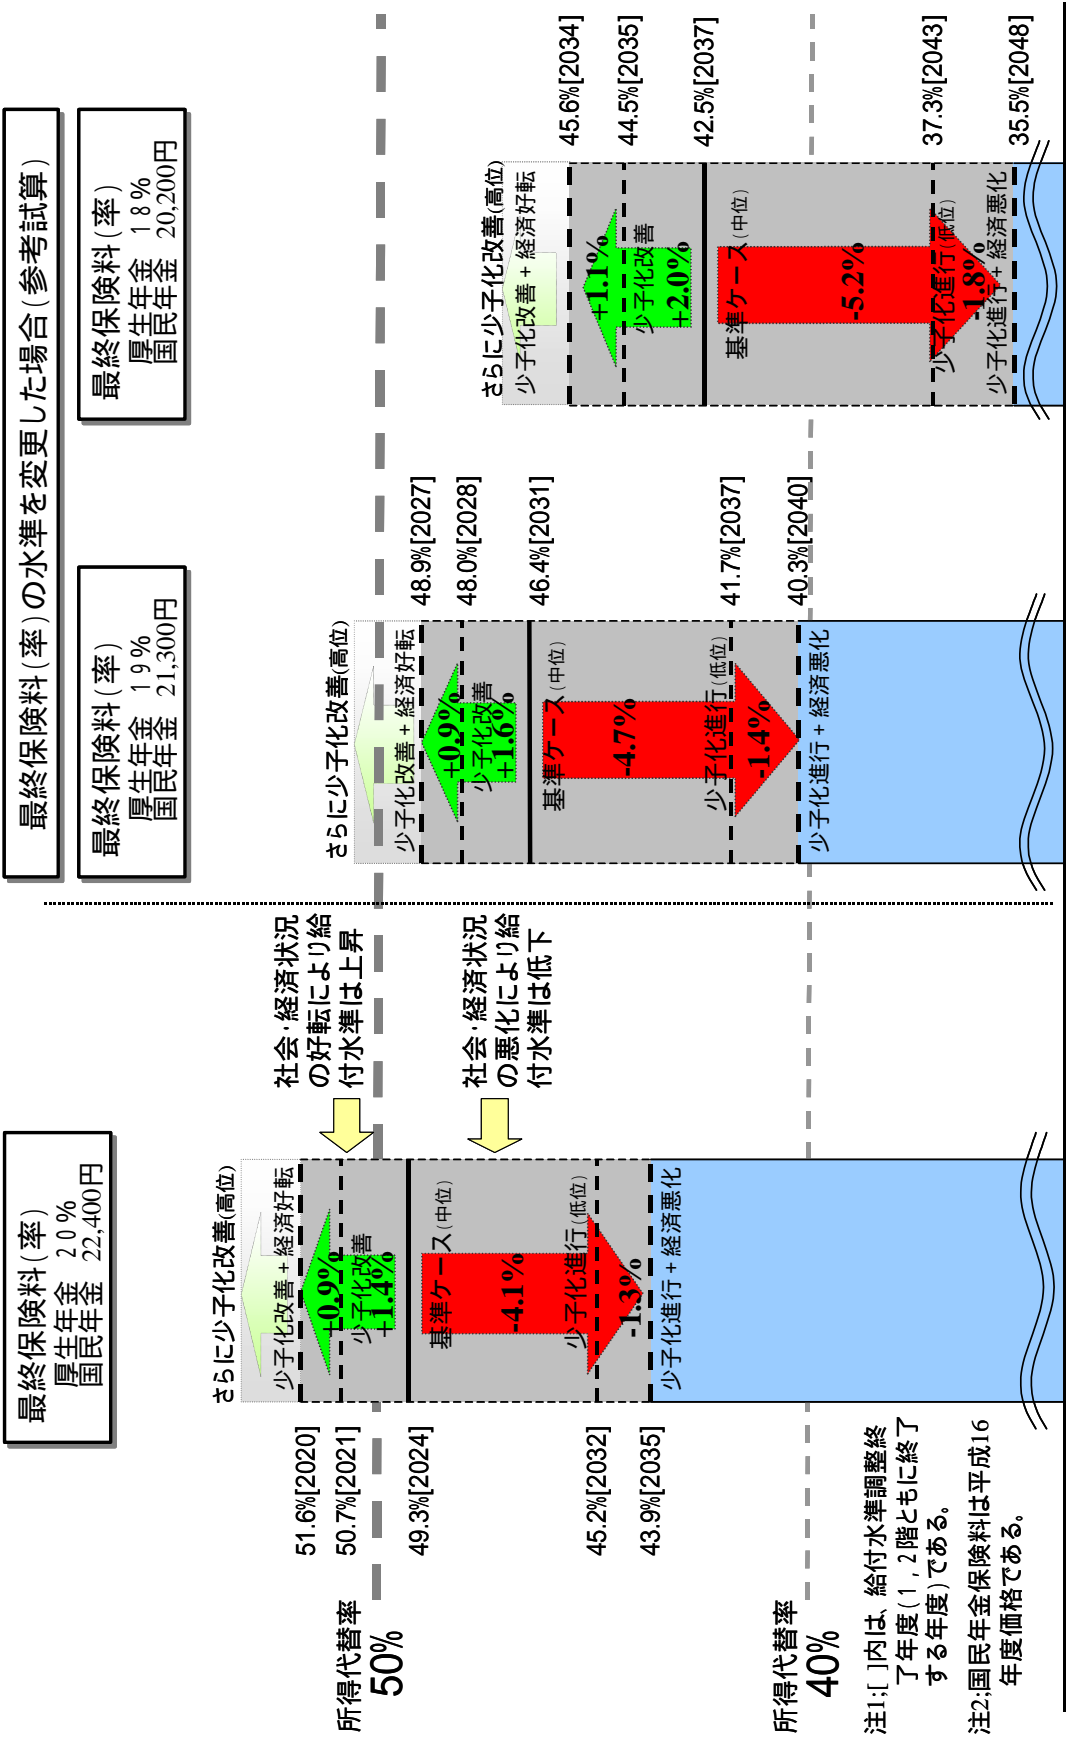 最終保険料(率)
厚生年金 20%
国民年金 22,400円
最終保険料(率)の水準を変更した場合(参考試算)
最終保険料(率)
厚生年金 19%
国民年金 21,300円
最終保険料(率)
厚生年金 18%
国民年金 20,200円
所得代替率
50%
所得代替率
40%
51.6%[2020]
50.7%[2021]
49.3%[2024]
45.2%[2032]
43.9%[2035]
さらに少子化改善(高位)
少子化改善+経済好転
+0.9%
少子化改善
+1.4%
基準ケース(中位)
-4.1%
少子化進行(低位)
-1.3%
少子化進行+経済悪化
社会・経済状況
の好転により給
付水準は上昇
社会・経済状況
の悪化により給
付水準は低下
さらに少子化改善(高位)
少子化改善+経済好転
+0.9%
少子化改善
+1.6%
基準ケース(中位)
-4.7%
少子化進行(低位)
-1.4%
少子化進行+経済悪化
48.9%[2027]
48.0%[2028]
46.4%[2031]
41.7%[2037]
40.3%[2040]
さらに少子化改善(高位)
少子化改善+経済好転
+1.1%
少子化改善
+2.0%
基準ケース(中位)
-5.2%
少子化進行(低位)
-1.8%
少子化進行+経済悪化
45.6%[2034]
44.5%[2035]
42.5%[2037]
37.3%[2043]
35.5%[2048]
注1;[ ]内は、給付水準調整終
了年度(1,2階ともに終了
する年度)である。
注2;国民年金保険料は平成16
年度価格である。